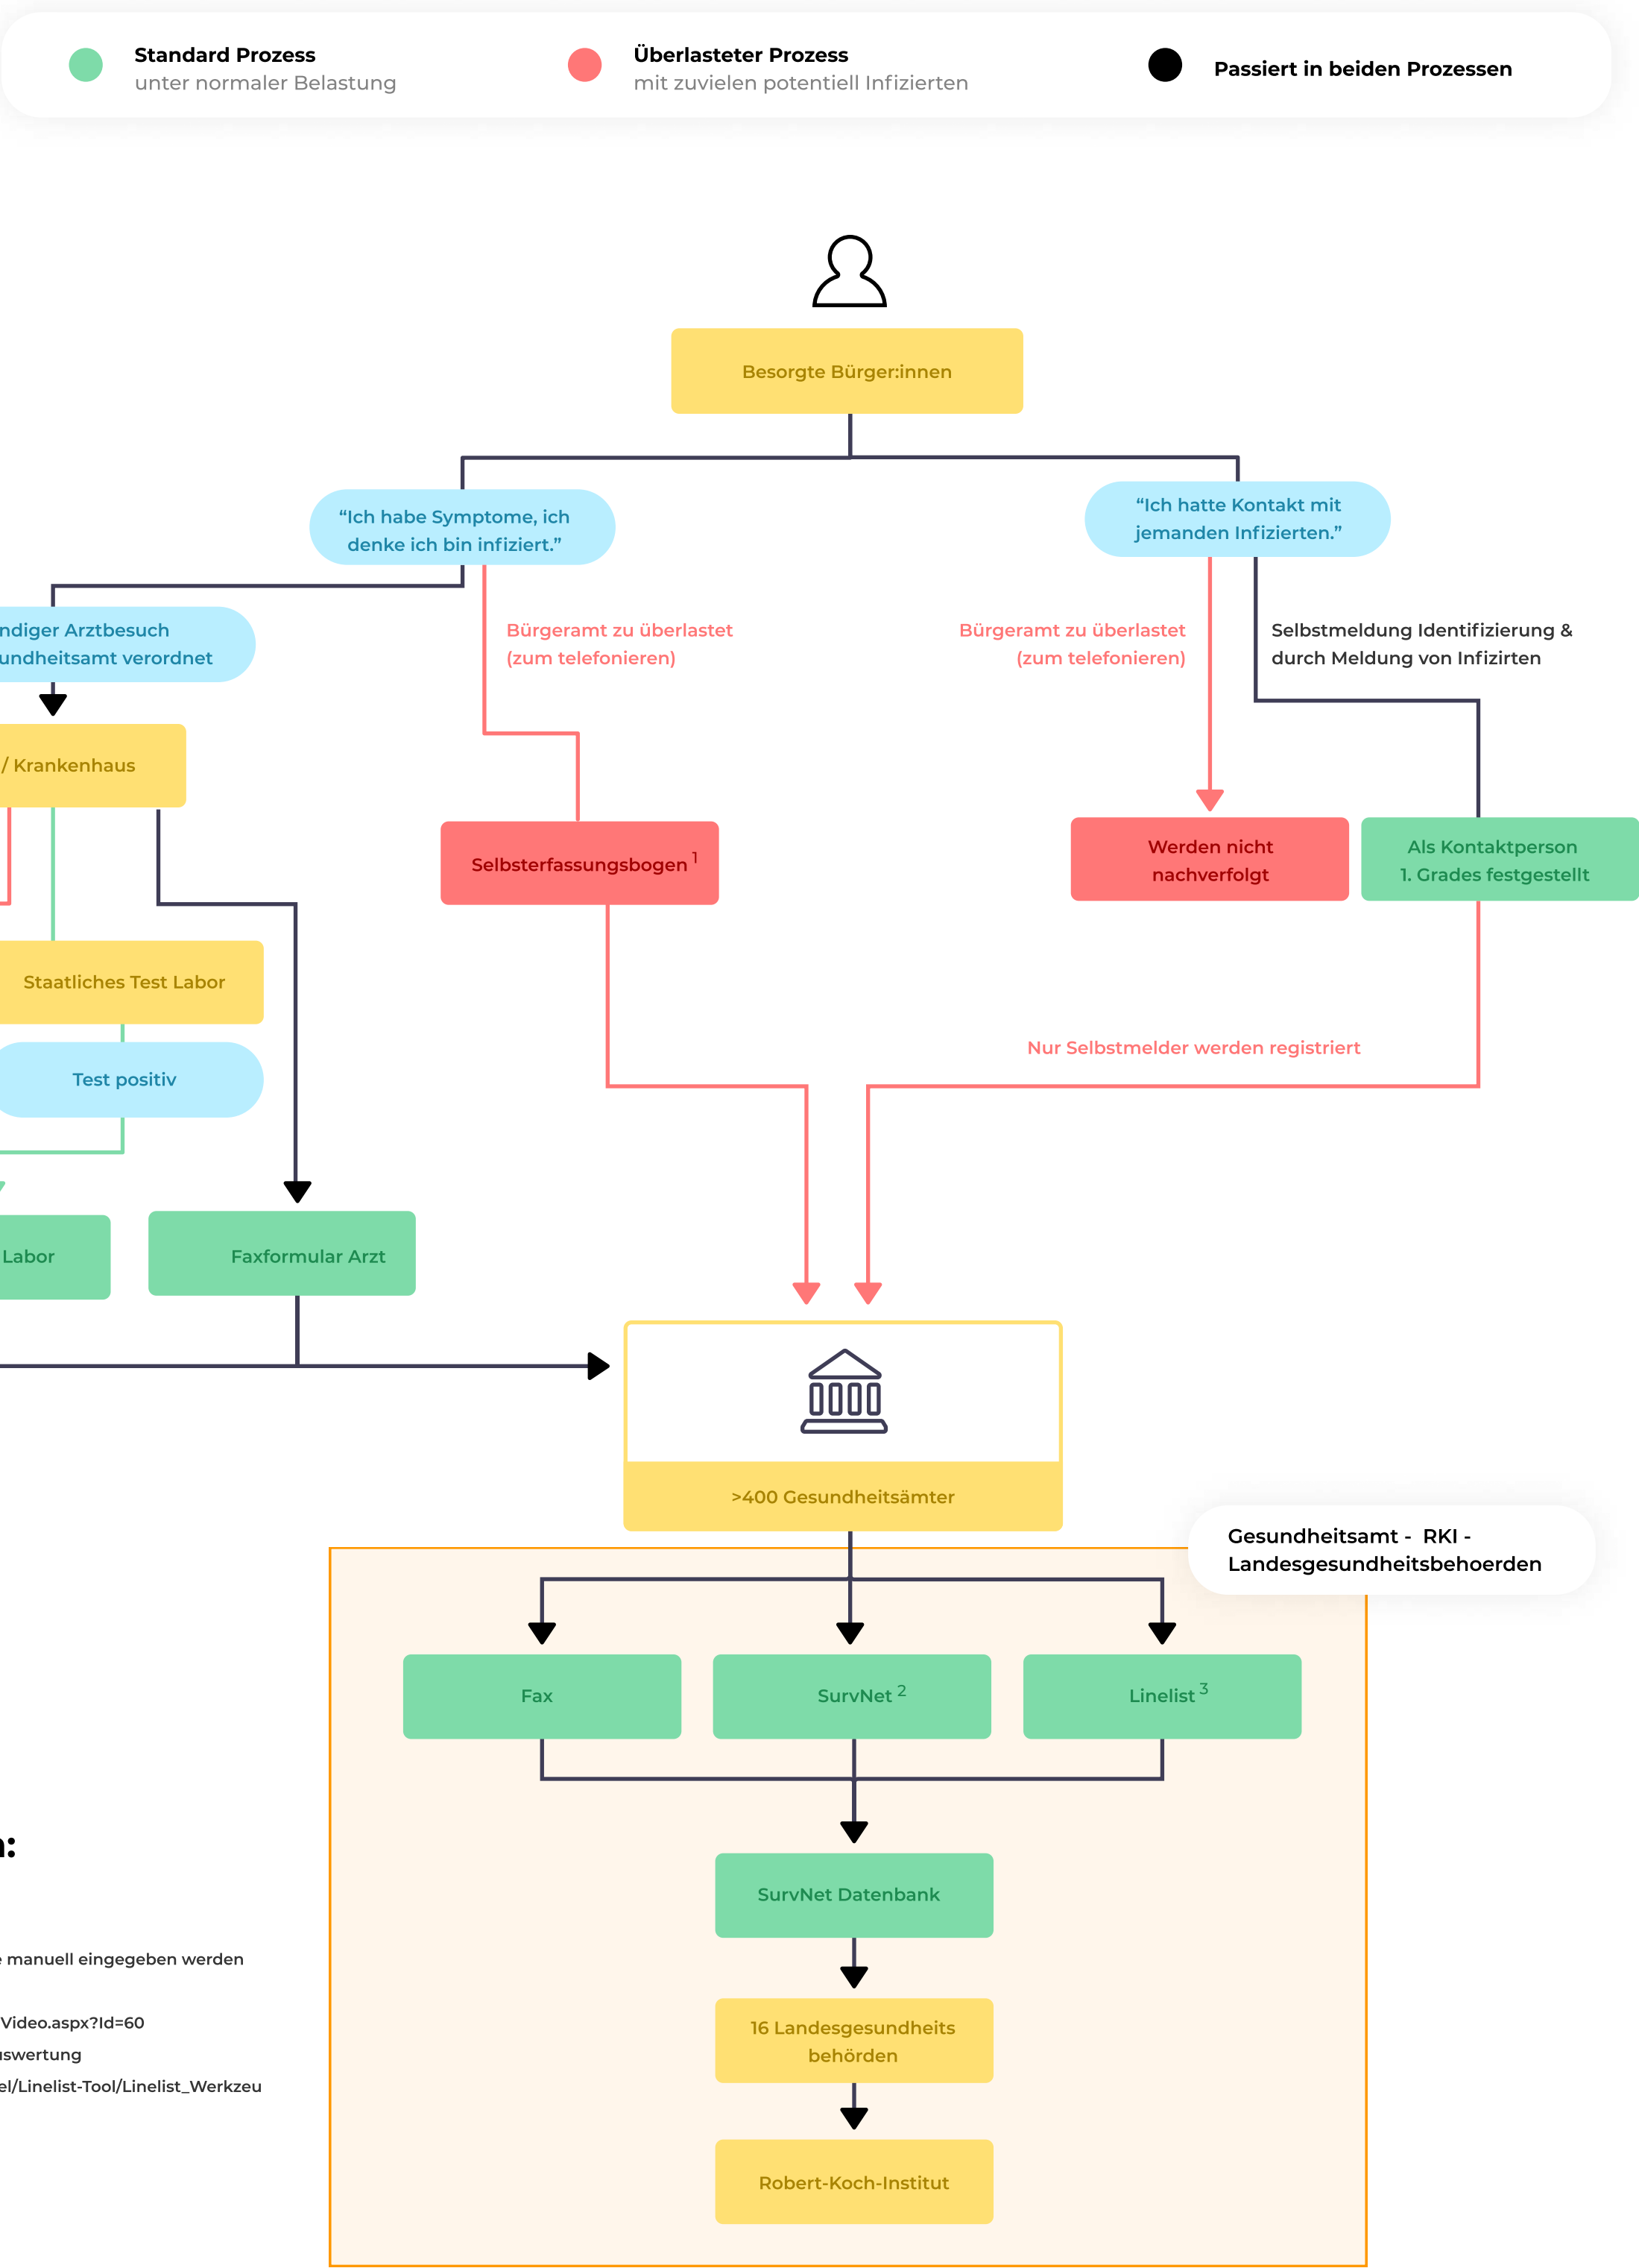 Standard Prozess
unter normaler Belastung
Überlasteter Prozess
mit zuvielen potentiell Infizierten
Passiert in beiden Prozessen
Besorgte Bürger:innen
“Ich habe Symptome, ich
denke ich bin infiziert.”
“Ich hatte Kontakt mit
jemanden Infizierten.”
ndiger Arztbesuch
undheitsamt verordnet
Bürgeramt zu überlastet
(zum telefonieren)
Bürgeramt zu überlastet
(zum telefonieren)
Selbstmeldung Identifizierung &
durch Meldung von Infizirten
/ Krankenhaus
Selbsterfassungsbogen 1
Werden nicht
nachverfolgt
Als Kontaktperson
1. Grades festgestellt
Staatliches Test Labor
Nur Selbstmelder werden registriert
Test positiv
Labor
Faxformular Arzt
>400 Gesundheitsämter
Gesundheitsamt - RKI -
Landesgesundheitsbehoerden
Fax
SurvNet 2
Linelist 3
SurvNet Datenbank
16 Landesgesundheits
behörden
Robert-Koch-Institut
:
e manuell eingegeben werden
Video.aspx?Id=60
uswertung
el/Linelist-Tool/Linelist_Werkzeu